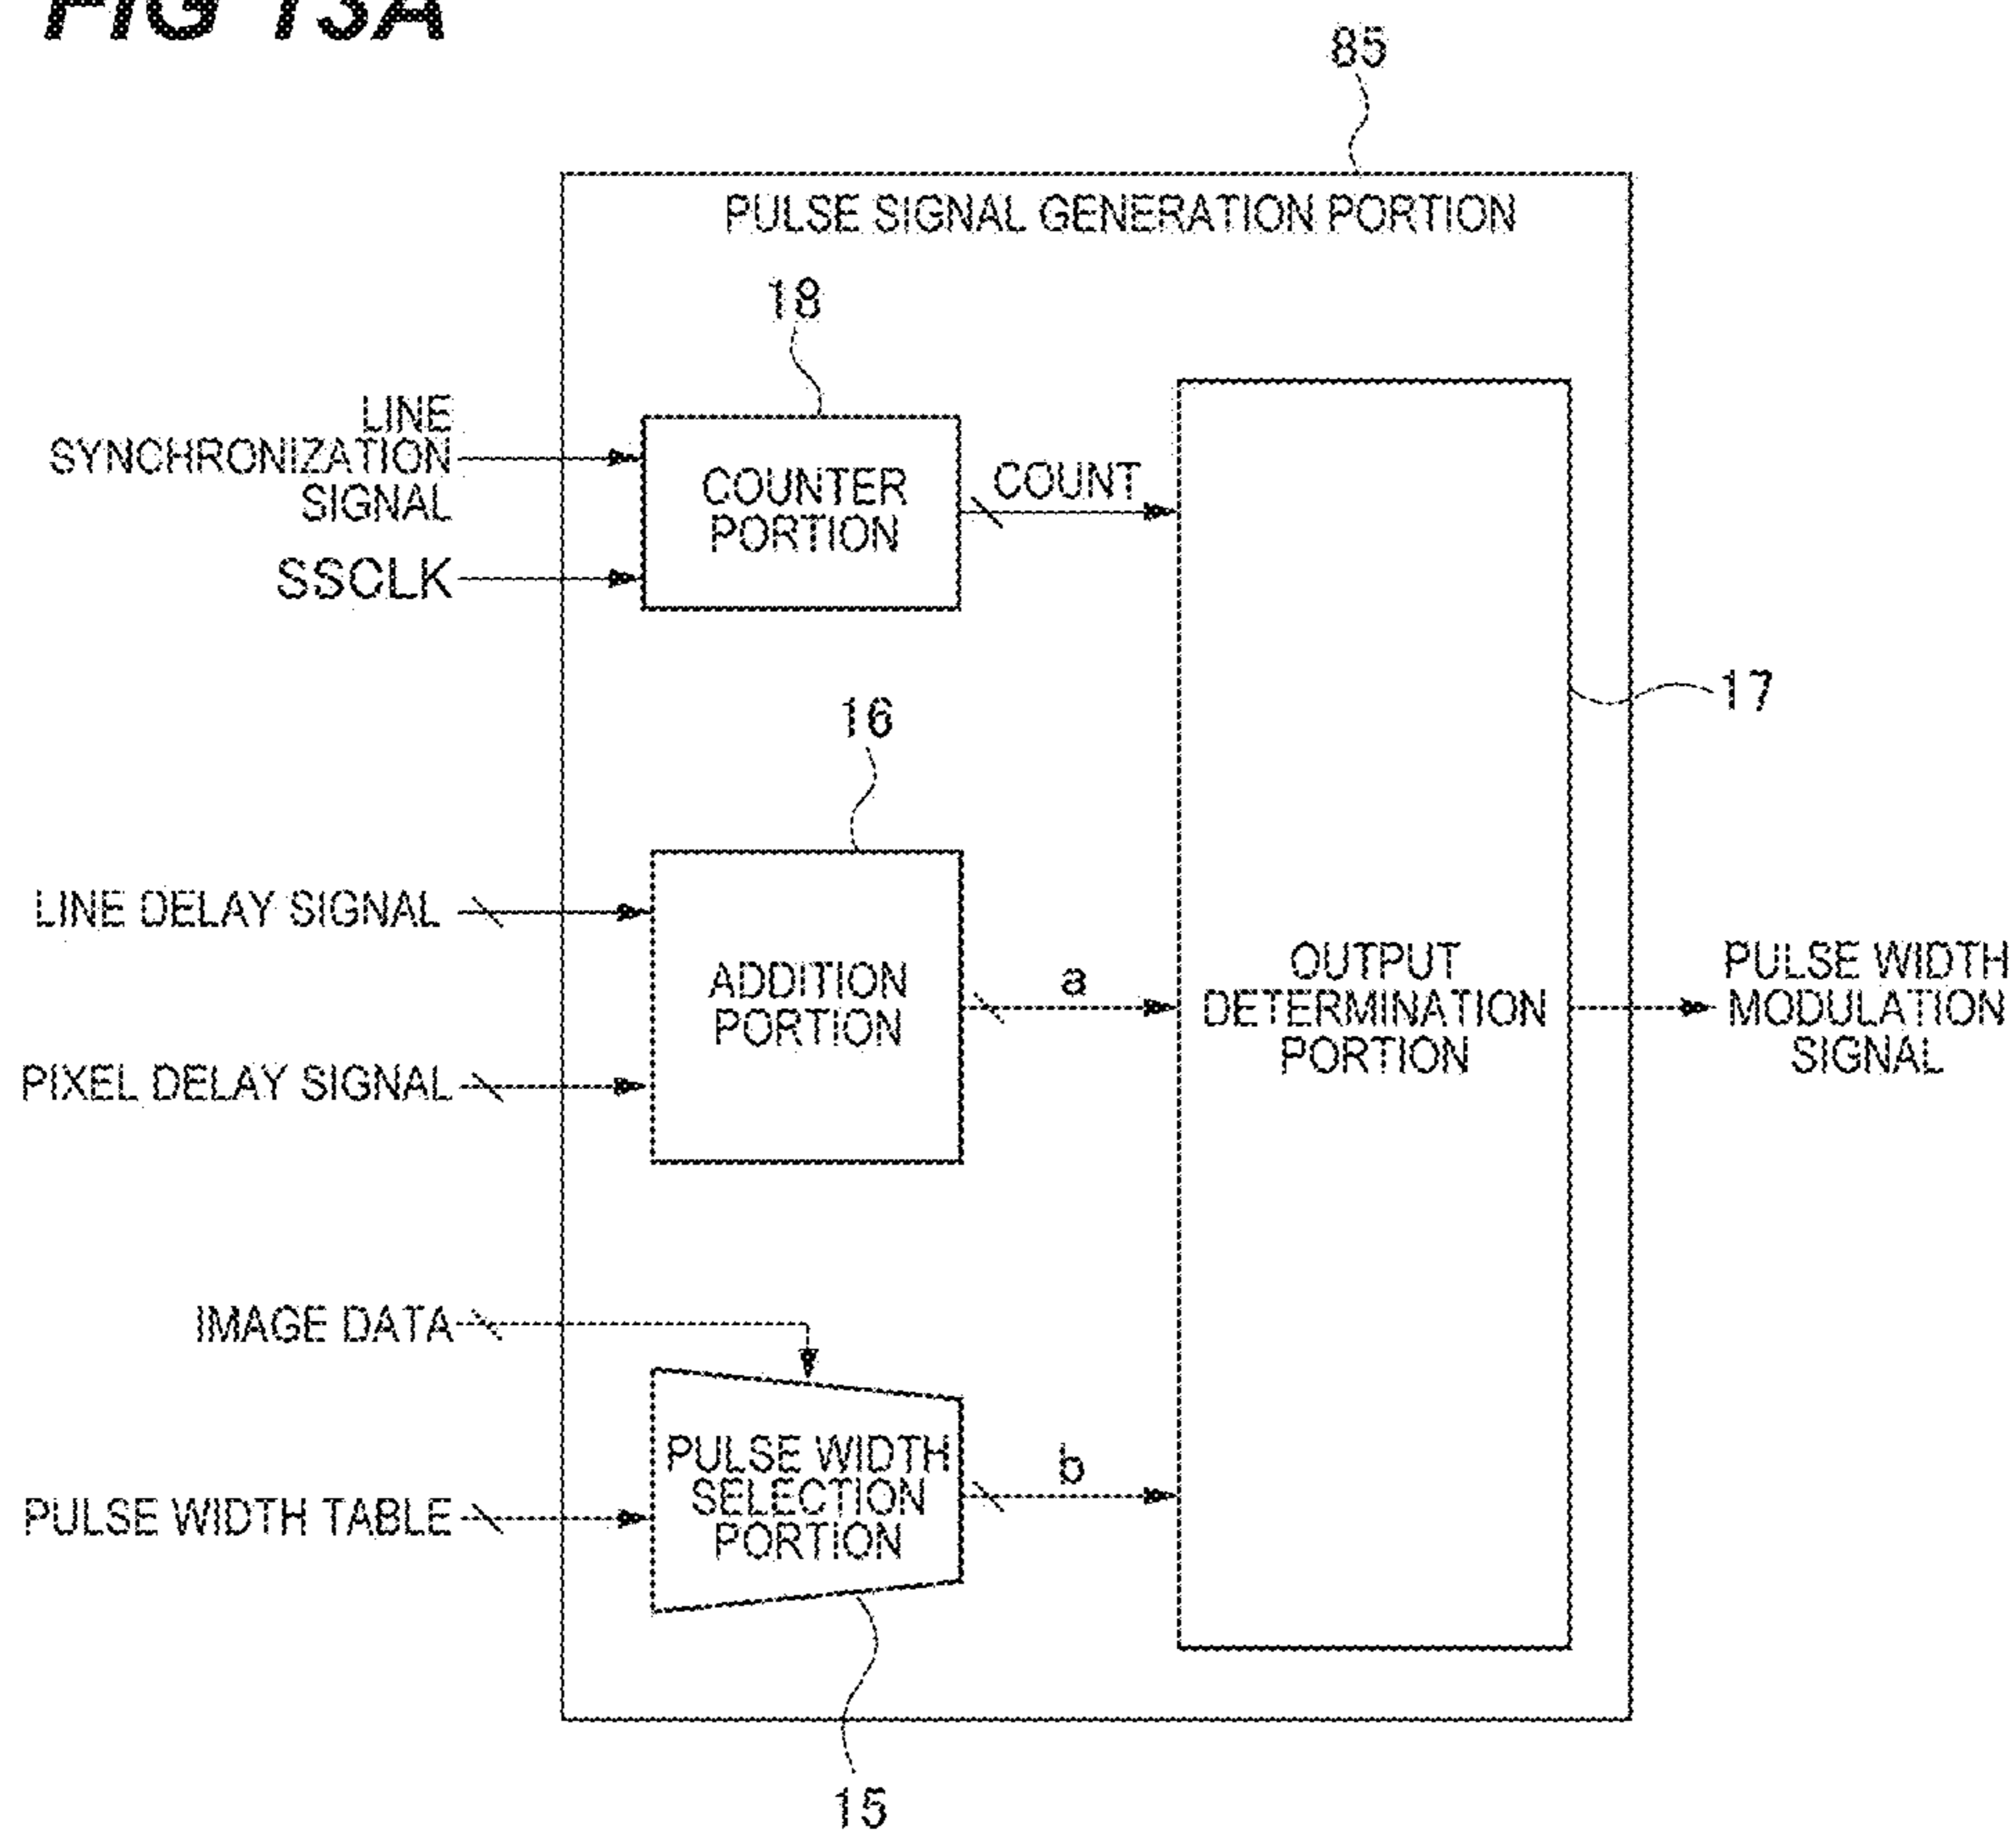 FIG 13A
85
PULSE SIGNAL GENERATION PORTION
18
LINE
SYNCHRONIZATION
SIGNAL
SSCLK
COUNTER
PORTION
COUNT
17
16
LINE DELAY SIGNAL
PIXEL DELAY SIGNAL
ADDITION
PORTION
a
OUTPUT
DETERMINATION
PORTION
PULSE WIDTH
MODULATION
SIGNAL
IMAGE DATA
PULSE WIDTH TABLE
PULSE WIDTH
SELECTION
PORTION
b
15